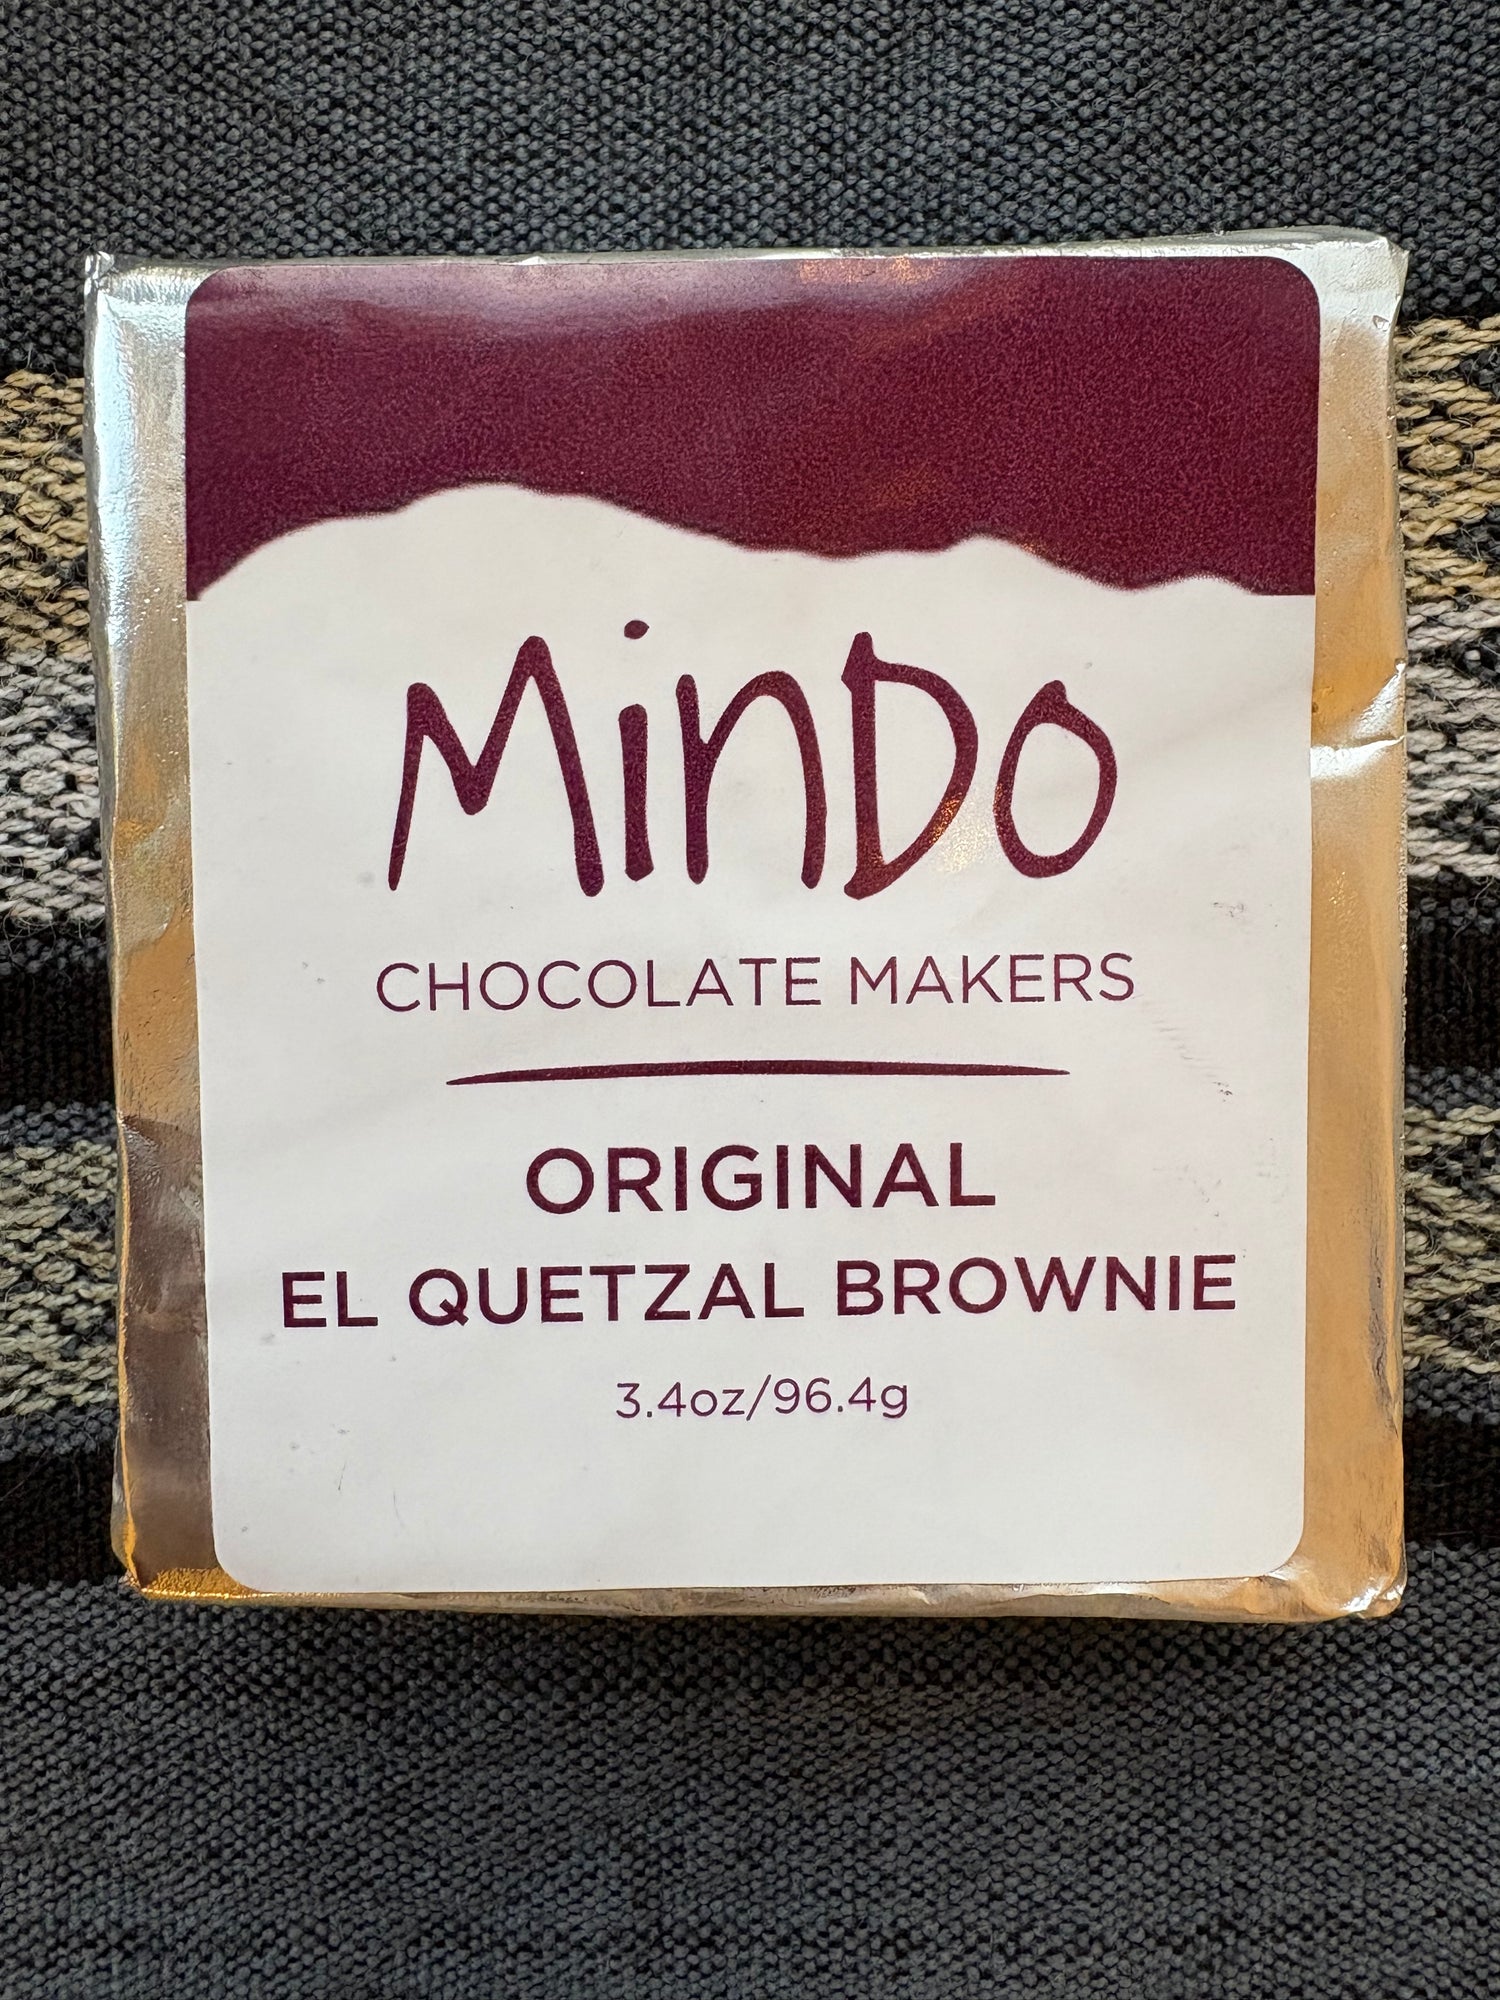 MinDo
CHOCOLATE MAKERS
ORIGINAL
EL QUETZAL BROWNIE
3.4oz/96.4g